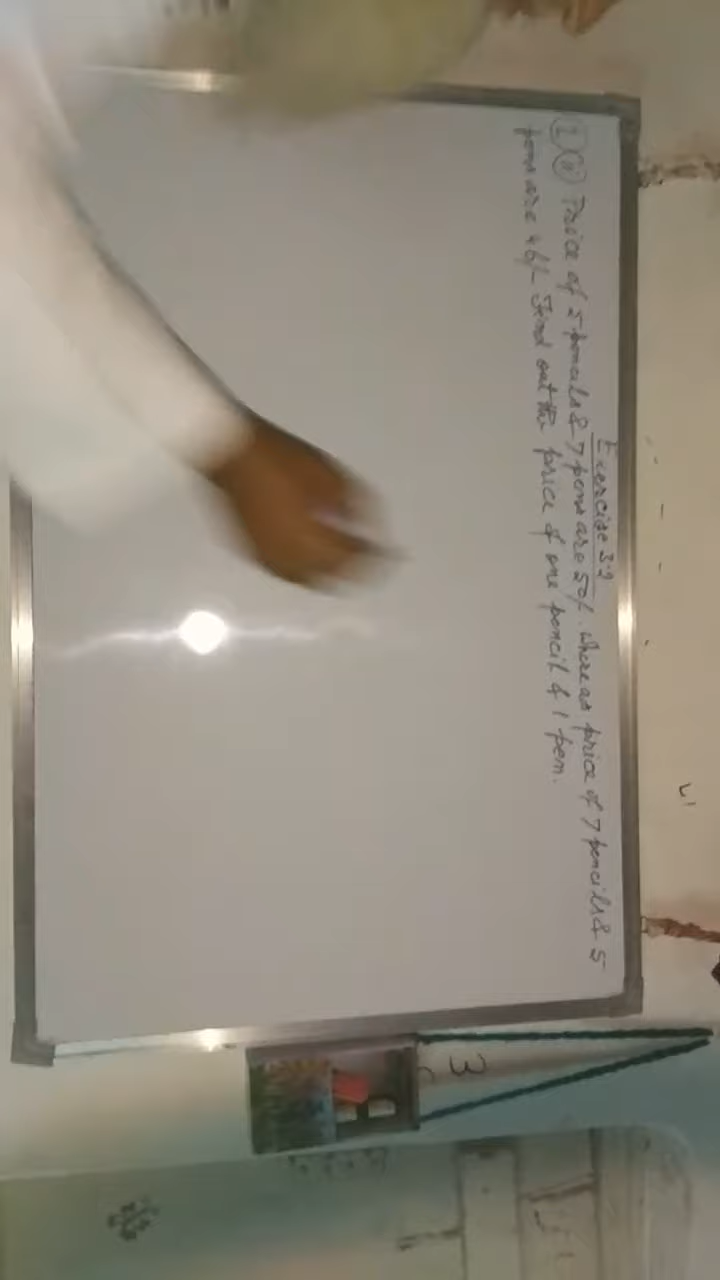 Exercise 3.2
1 (ii) Price of 5 pencils & 7 pens are 50/. Whereas price of 7 pencils & 5
pens are 46/- Find out the price of one pencil & 1 pen.
3